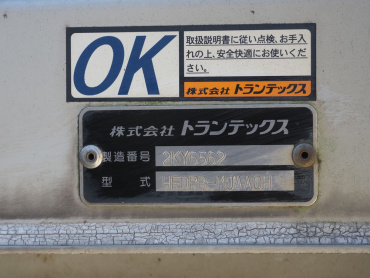 OK
取扱説明書に従い点検、お手入
れの上、安全快適にお使いくだ
さい。
株式会社 トランテックス
株式会社 トランテックス
製造番号
型 式